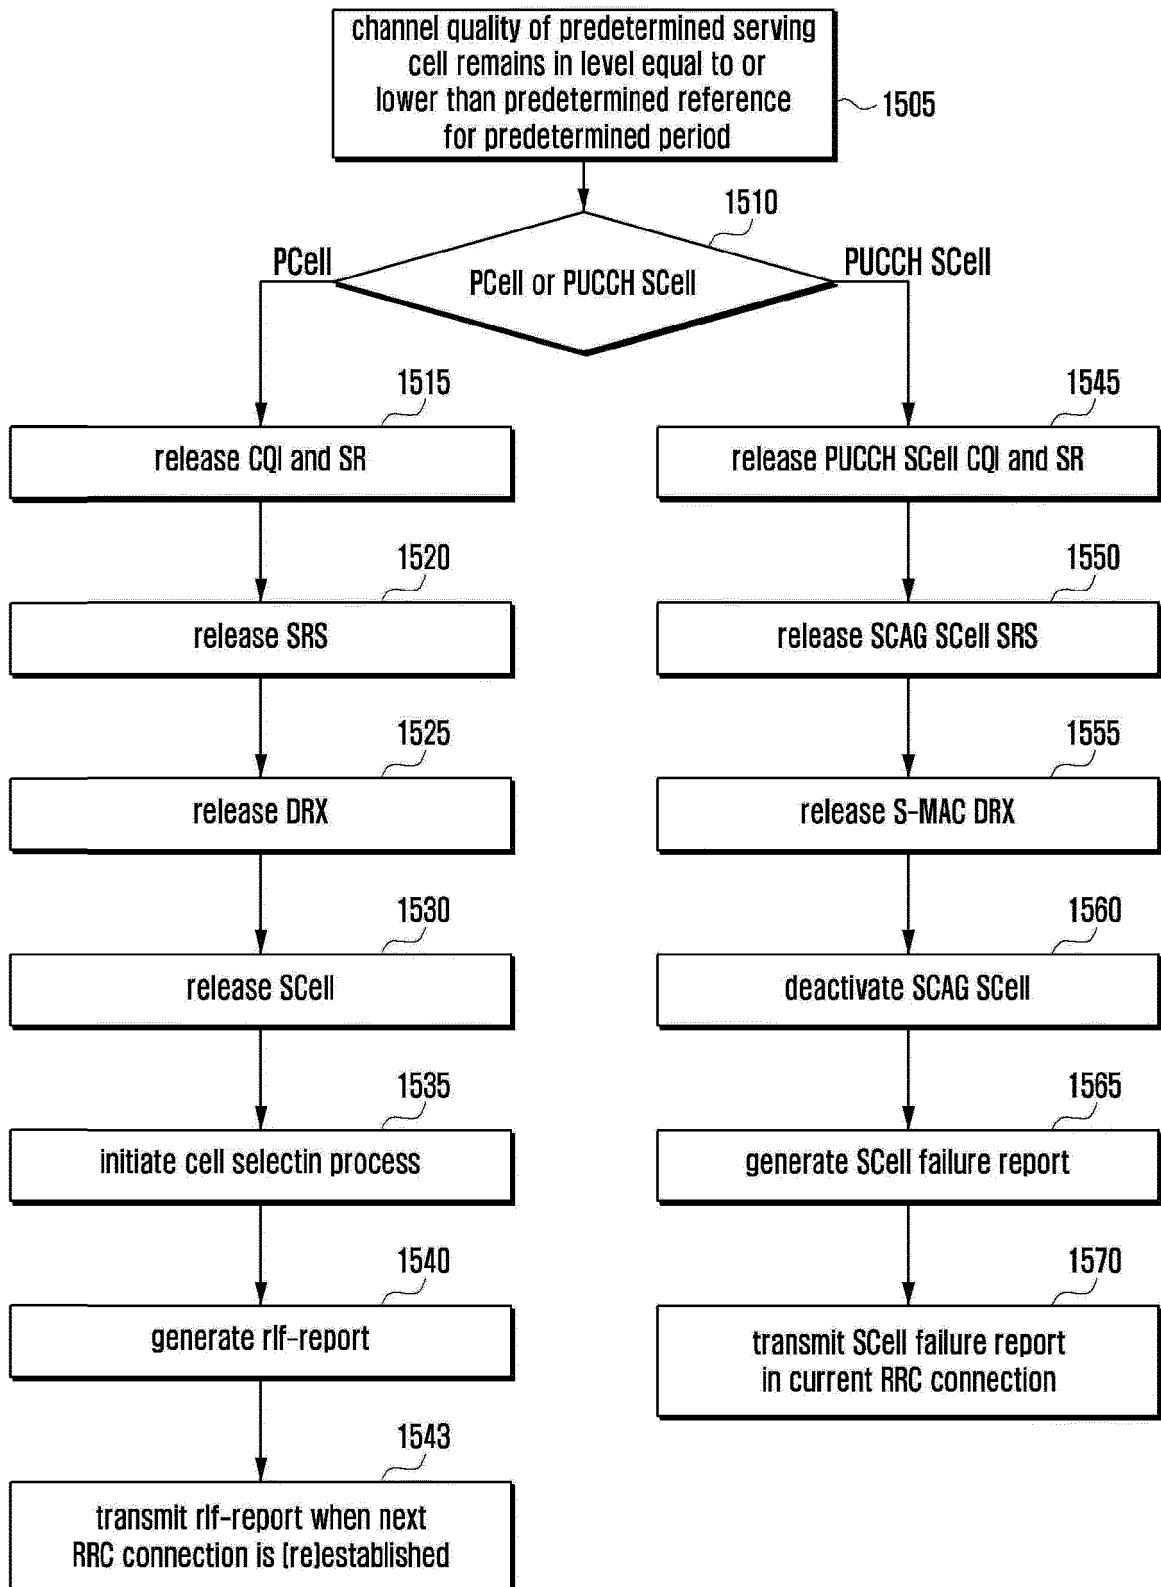 channel quality of predetermined serving
cell remains in level equal to or
lower than predetermined reference
for predetermined period
1505
1510
PCell
PCell or PUCCH SCell
PUCCH SCell
1515
release CQI and SR
1520
release SRS
1525
release DRX
1530
release SCell
1535
initiate cell selectin process
1540
generate rlf-report
1543
transmit rlf-report when next
RRC connection is (re)established
1545
release PUCCH SCell CQI and SR
1550
release SCAG SCell SRS
1555
release S-MAC DRX
1560
deactivate SCAG SCell
1565
generate SCell failure report
1570
transmit SCell failure report
in current RRC connection